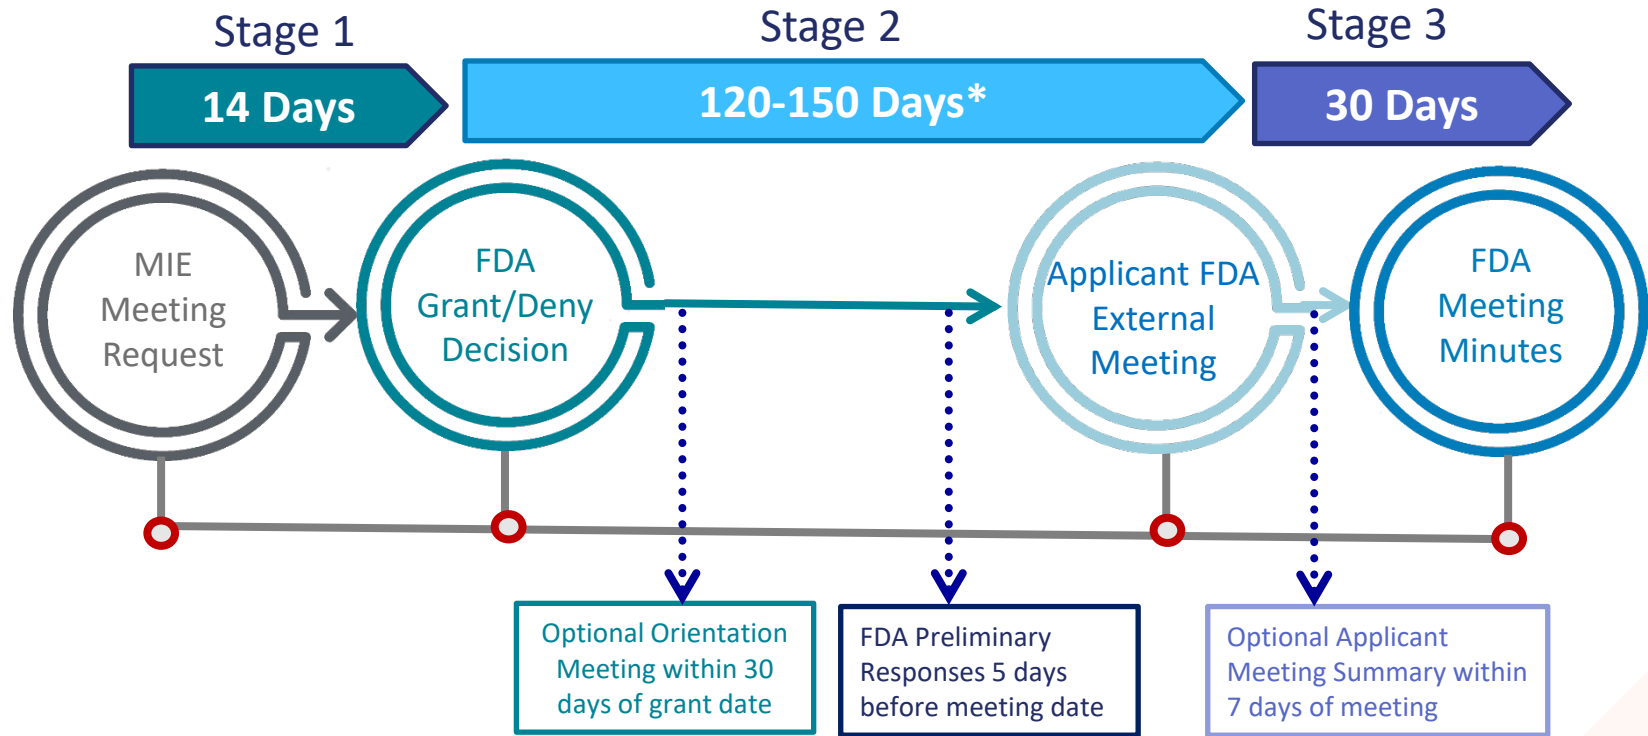 Stage 1
Stage 2
Stage 3
14 Days
120-150 Days*
30 Days
MIE
Meeting
Request
FDA
Grant/Deny
Decision
Applicant FDA
External
Meeting
FDA
Meeting
Minutes
Optional Orientation
Meeting within 30
days of grant date
FDA Preliminary
Responses 5 days
before meeting date
Optional Applicant
Meeting Summary within
7 days of meeting